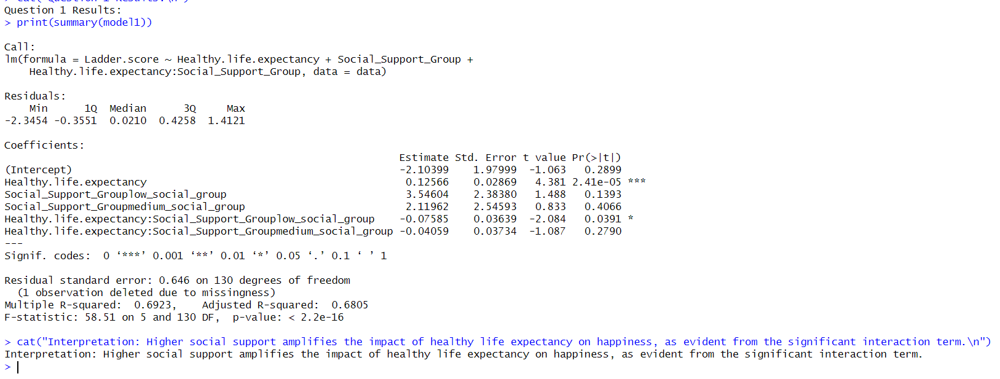 > cat("Question 1 Results:\n")
Question 1 Results:
> print(summary(model1))
Call:
lm(formula = Ladder.score ~ Healthy.life.expectancy + Social_Support_Group +
    Healthy.life.expectancy:Social_Support_Group, data = data)
Residuals:
    Min      1Q  Median      3Q     Max
-2.3454 -0.3551  0.0210  0.4258  1.4121
Coefficients:
                                                                Estimate Std. Error t value Pr(>|t|)
(Intercept)                                                     -2.10399    1.97999  -1.063   0.2899
Healthy.life.expectancy                                          0.12566    0.02869   4.381 2.41e-05 ***
Social_Support_Grouplow_social_group                             3.54604    2.38380   1.488   0.1393
Social_Support_Groupmedium_social_group                          2.11962    2.54593   0.833   0.4066
Healthy.life.expectancy:Social_Support_Grouplow_social_group    -0.07585    0.03639  -2.084   0.0391 *
Healthy.life.expectancy:Social_Support_Groupmedium_social_group -0.04059    0.03734  -1.087   0.2790
---
Signif. codes:  0 ‘***’ 0.001 ‘**’ 0.01 ‘*’ 0.05 ‘.’ 0.1 ‘ ’ 1
Residual standard error: 0.646 on 130 degrees of freedom
  (1 observation deleted due to missingness)
Multiple R-squared:  0.6923,    Adjusted R-squared:  0.6805
F-statistic: 58.51 on 5 and 130 DF,  p-value: < 2.2e-16
> cat("Interpretation: Higher social support amplifies the impact of healthy life expectancy on happiness, as evident from the significant interaction term.\n")
Interpretation: Higher social support amplifies the impact of healthy life expectancy on happiness, as evident from the significant interaction term.
>